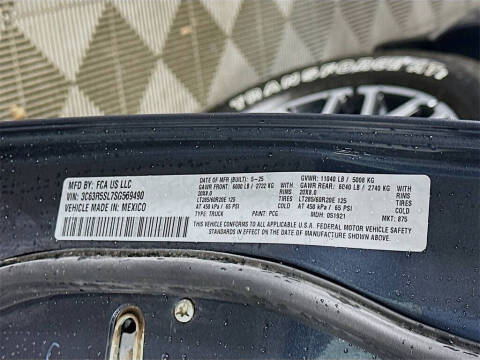 TRANSFORCE AT2
MFD BY: FCA US LLC
VIN: 3C63R5SL7SG569490
VEHICLE MADE IN: MEXICO
DATE OF MFR (BUILT): 5-25
GAWR FRONT: 6000 LB / 2722 KG
RIMS
20X8.0
TIRES
LT285/60R20E 125
AT 450 kPa / 65 PSI
TYPE: TRUCK PAINT: PCG
GVWR: 11040 LB / 5008 KG
GAWR REAR: 6040 LB / 2740 KG
RIMS
20X8.0
TIRES
LT285/60R20E 125
AT 450 kPa / 65 PSI
MDH: 051921
MKT: 875
THIS VEHICLE CONFORMS TO ALL APPLICABLE U.S.A. FEDERAL MOTOR VEHICLE SAFETY
STANDARDS IN EFFECT ON THE DATE OF MANUFACTURE SHOWN ABOVE.